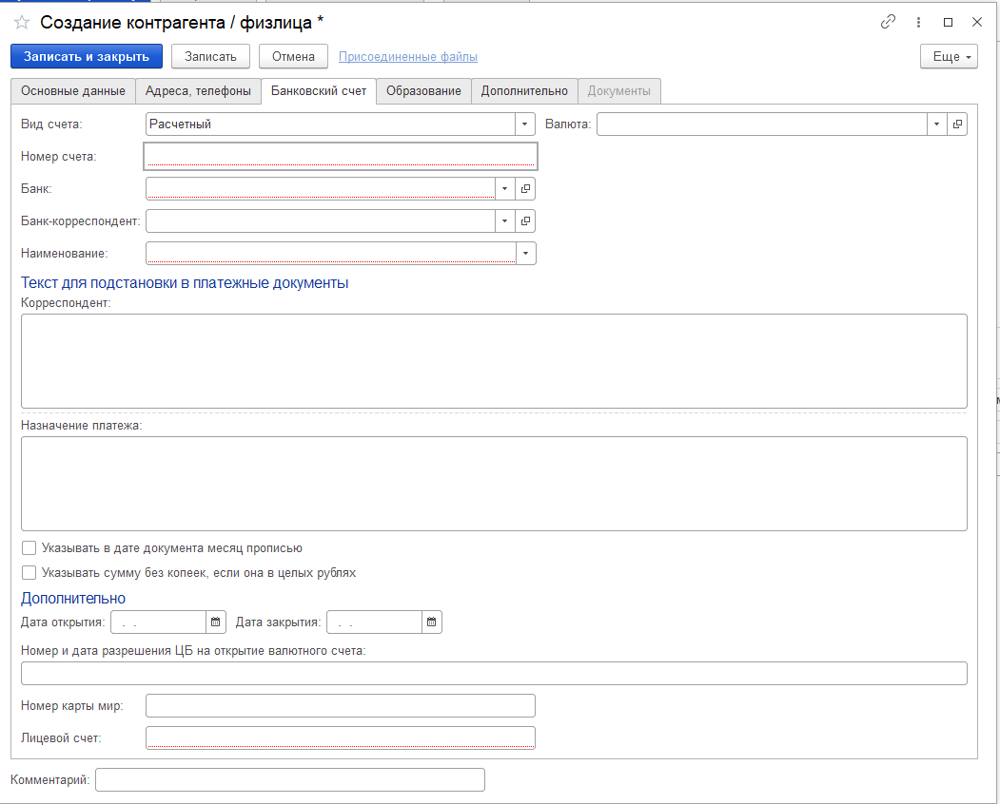 Создание контрагента / физлица *
Записать и закрыть Записать Отмена Присоединенные файлы Еще
Основные данные Адреса, телефоны Банковский счет Образование Дополнительно Документы
Вид счета: Расчетный Валюта:
Номер счета:
Банк:
Банк-корреспондент:
Наименование:
Текст для подстановки в платежные документы
Корреспондент:
Назначение платежа:
Указывать в дате документа месяц прописью
Указывать сумму без копеек, если она в целых рублях
Дополнительно
Дата открытия: . . Дата закрытия: . .
Номер и дата разрешения ЦБ на открытие валютного счета:
Номер карты мир:
Лицевой счет:
Комментарий: